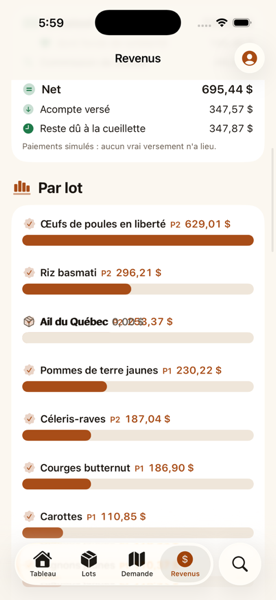 5:59
Revenus
Net 695,44 $
Acompte versé 347,57 $
Reste dû à la cueillette 347,87 $
Paiements simulés : aucun vrai versement n'a lieu.
Par lot
Œufs de poules en liberté P2 629,01 $
Riz basmati P2 296,21 $
Ail du Québec
Pommes de terre jaunes P1 230,22 $
Céleris-raves P2 187,04 $
Courges butternut P1 186,90 $
Carottes P1 110,85 $
Tableau Lots Demande Revenus